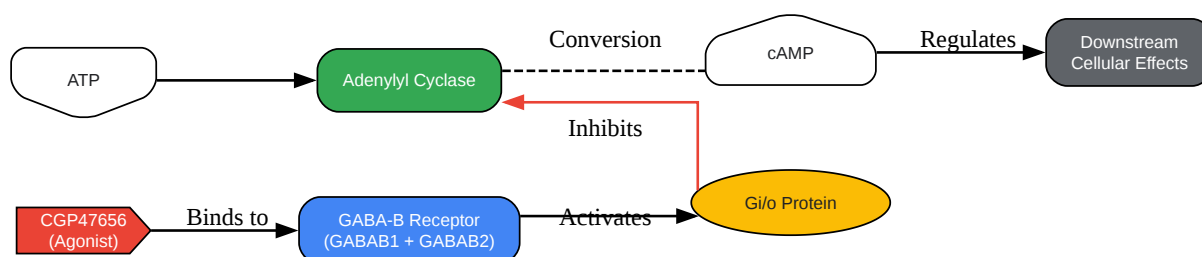 Conversion
cAMP
Regulates
Downstream
Cellular Effects
ATP
Adenylyl Cyclase
Inhibits
CGP47656
(Agonist)
Binds to
GABA-B Receptor
(GABAB1 + GABAB2)
Activates
Gi/o Protein